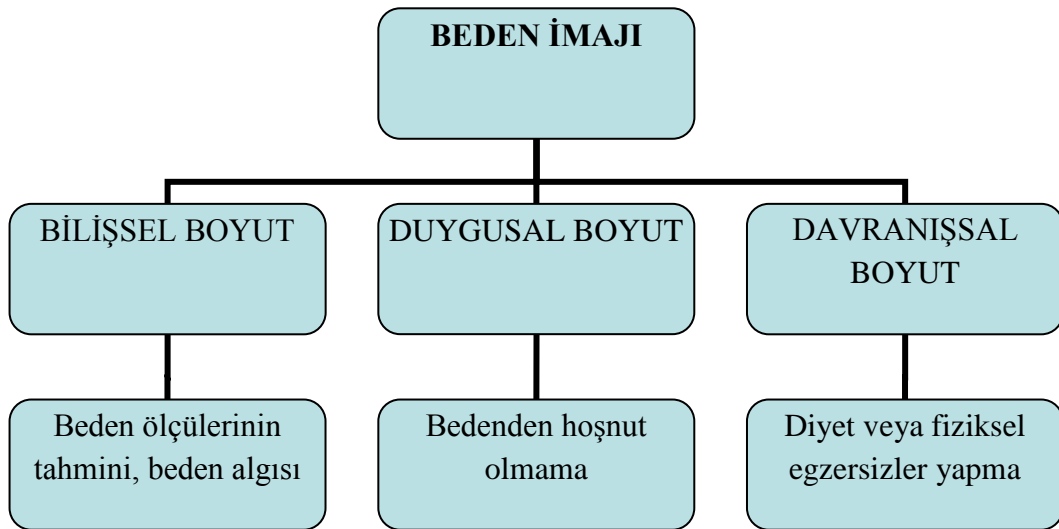 BEDEN İMAJI
BİLİŞSEL BOYUT
DUYGUSAL BOYUT
DAVRANIŞSAL
BOYUT
Beden ölçülerinin
tahmini, beden algısı
Bedenden hoşnut
olmama
Diyet veya fiziksel
egzersizler yapma